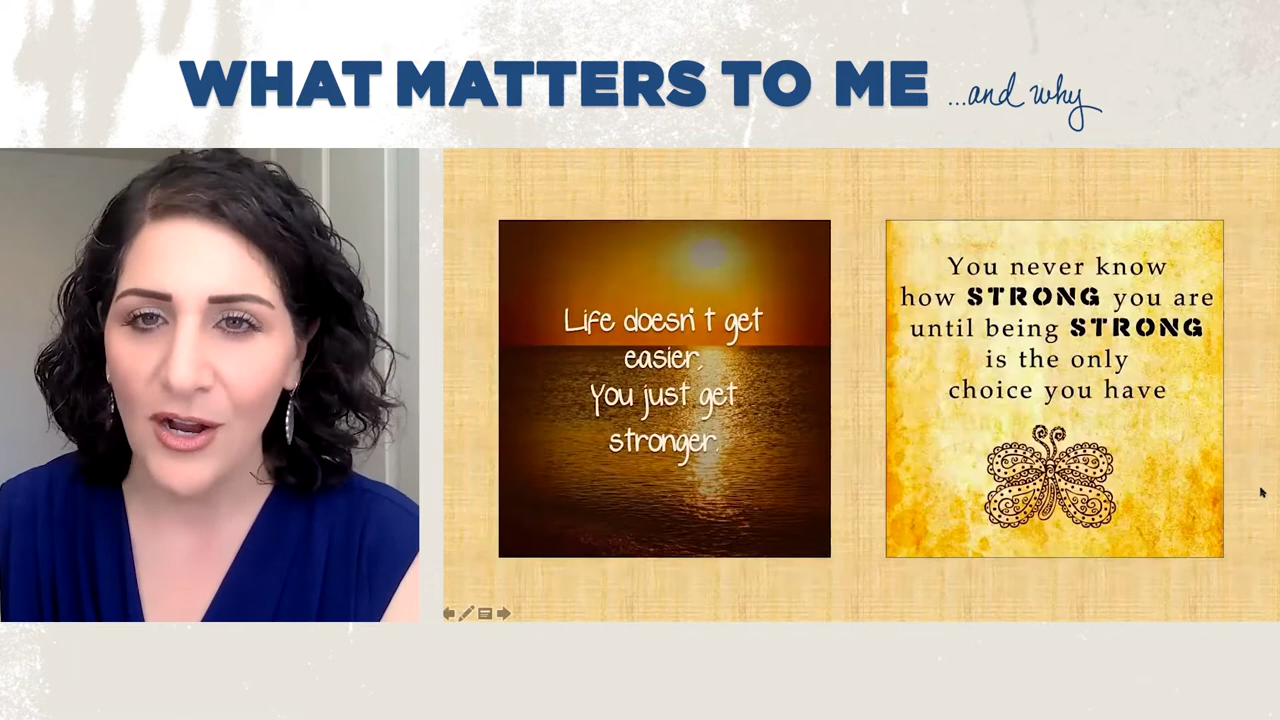 WHAT MATTERS TO ME ...and why
Life doesn't get
easier,
You just get
stronger.
You never know
how STRONG you are
until being STRONG
is the only
choice you have